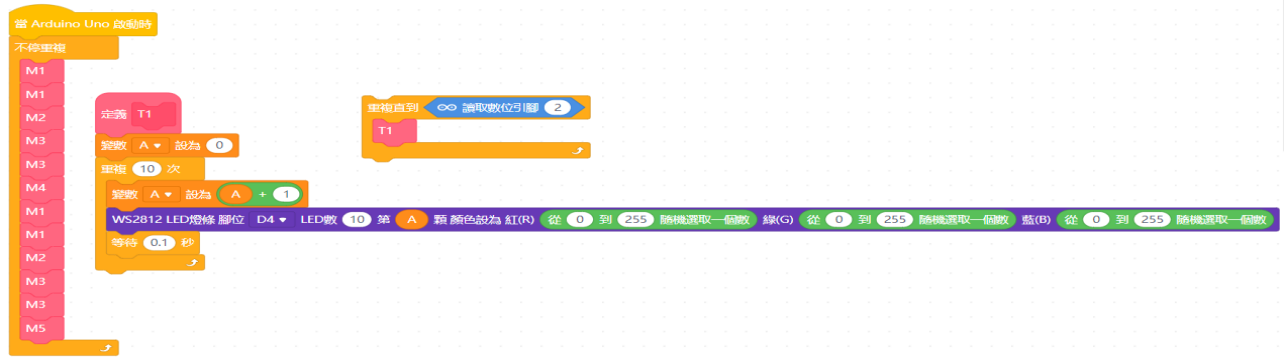 當 Arduino Uno 啟動時
不停重複
M1
M1
M2
M3
M3
M4
M1
M1
M2
M3
M3
M5
定義 T1
變數 A 設為 0
重複 10 次
變數 A 設為 A + 1
WS2812 LED燈條 腳位 D4 LED數 10 第 A 顆 顏色設為 紅(R) 從 0 到 255 隨機選取一個數 綠(G) 從 0 到 255 隨機選取一個數 藍(B) 從 0 到 255 隨機選取一個數
等待 0.1 秒
重複直到 讀取數位引腳 2
T1